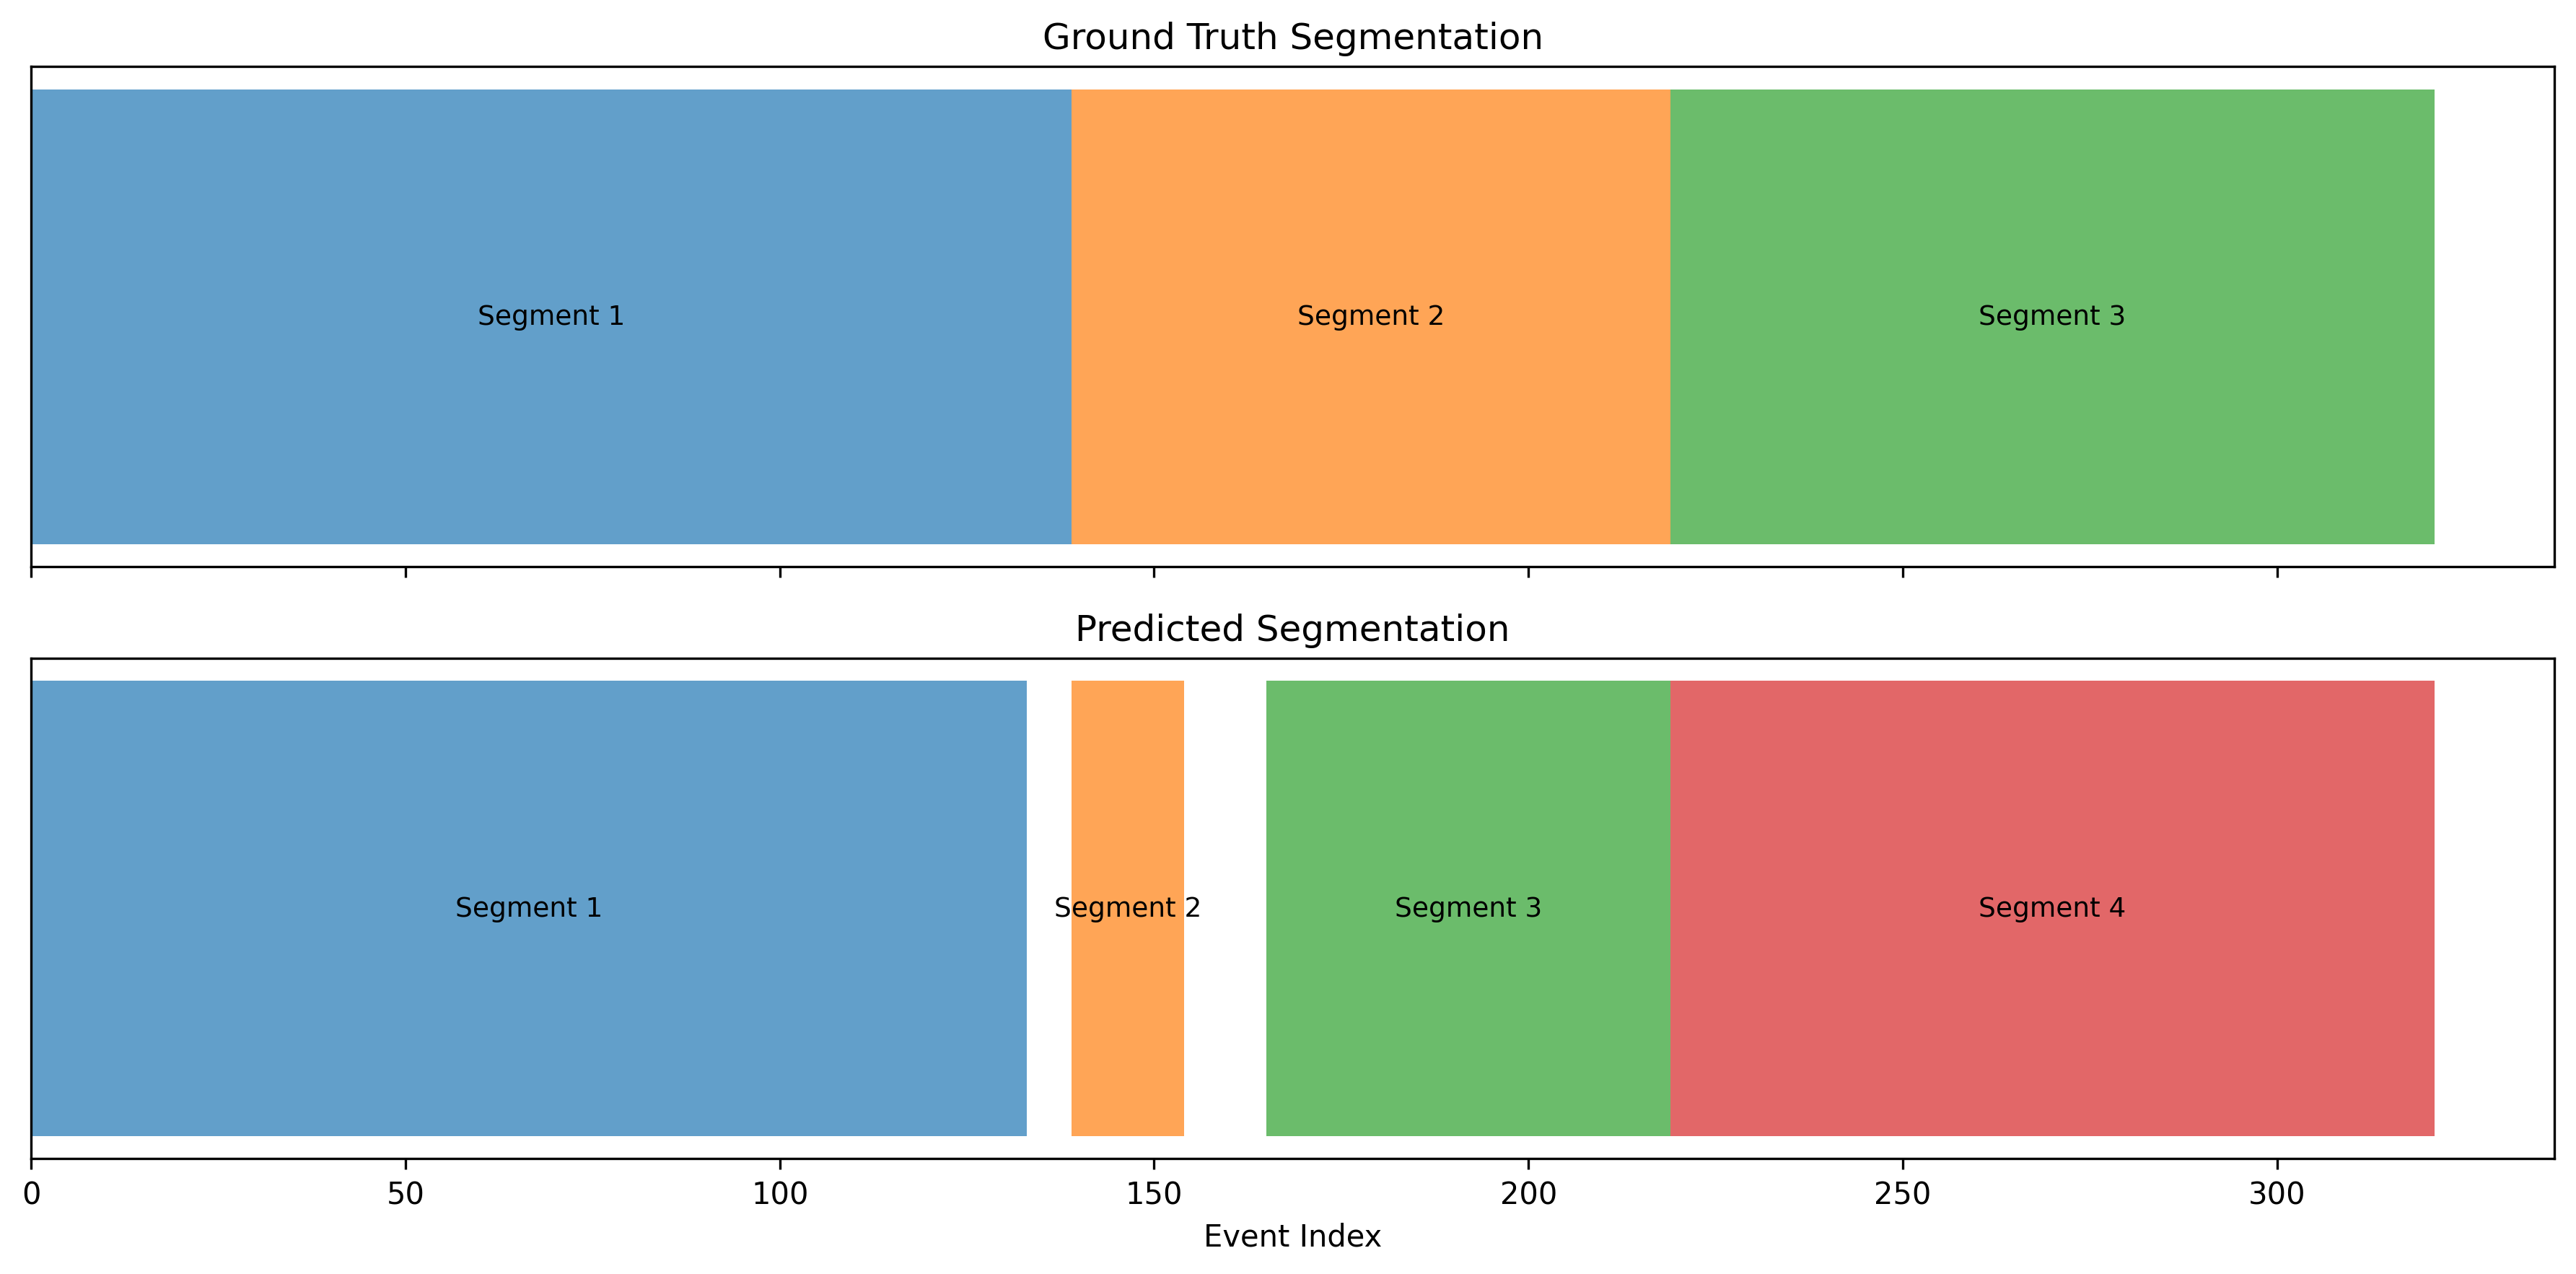 Ground Truth Segmentation
Segment 1 Segment 2 Segment 3
Predicted Segmentation
Segment 1 Segment 2 Segment 3 Segment 4
0 50 100 150 200 250 300
Event Index